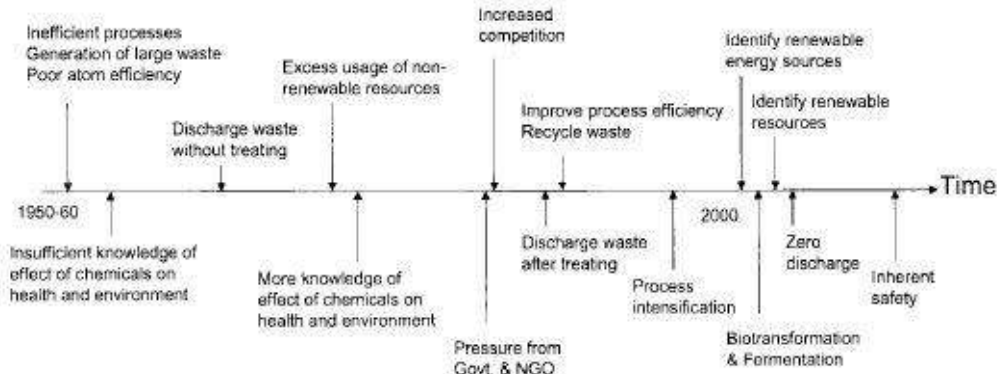 Inefficient processes
Generation of large waste
Poor atom efficiency
Discharge waste
without treating
Excess usage of non-
renewable resources
Increased
competition
Improve process efficiency
Recycle waste
Identify renewable
energy sources
Identify renewable
resources
Time
1950-60
2000
Insufficient knowledge of
effect of chemicals on
health and environment
More knowledge of
effect of chemicals on
health and environment
Pressure from
Govt. & NGO
Discharge waste
after treating
Process
intensification
Biotransformation
& Fermentation
Zero
discharge
Inherent
safety